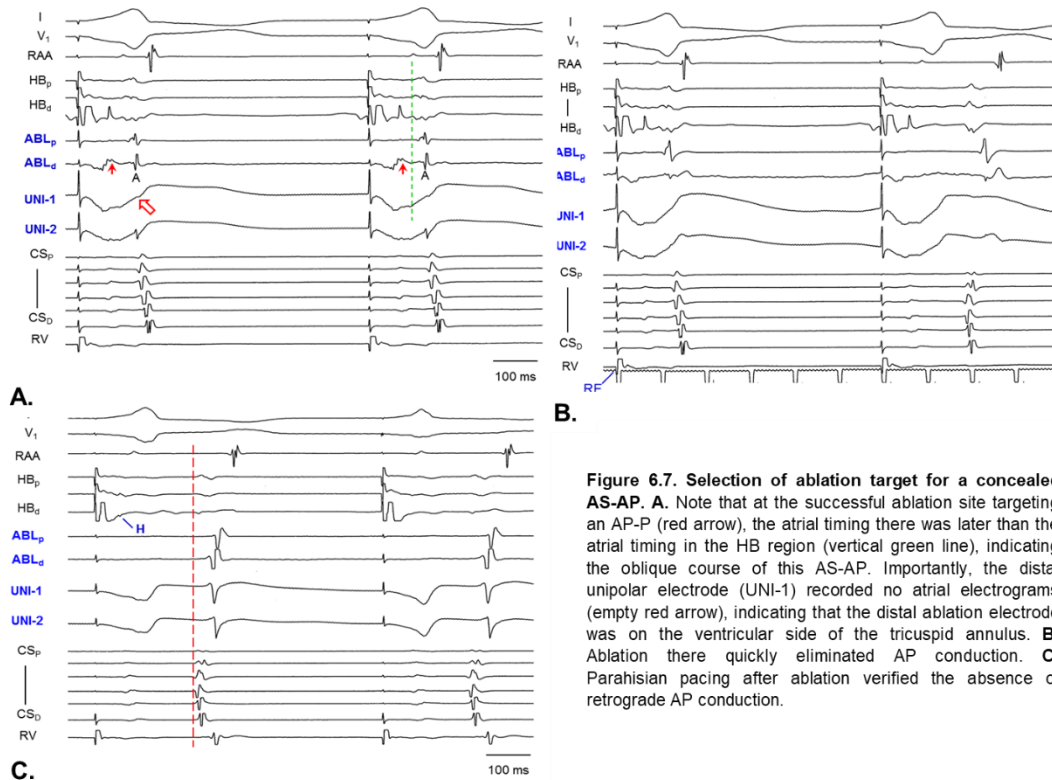 I
V1
RAA
HBp
HBd
ABLp
ABLd
A
A
UNI-1
UNI-2
CSP
CSD
RV
100 ms
A.
I
V1
RAA
HBp
HBd
ABLp
ABLd
UNI-1
UNI-2
CSP
CSD
RV
B.
V1
RAA
HBp
HBd
H
ABLp
ABLd
UNI-1
UNI-2
CSP
CSD
RV
100 ms
C.
Figure 6.7. Selection of ablation target for a concealed
AS-AP. A. Note that at the successful ablation site targeting
an AP-P (red arrow), the atrial timing there was later than the
atrial timing in the HB region (vertical green line), indicating
the oblique course of this AS-AP. Importantly, the distal
unipolar electrode (UNI-1) recorded no atrial electrograms
(empty red arrow), indicating that the distal ablation electrode
was on the ventricular side of the tricuspid annulus. B.
Ablation there quickly eliminated AP conduction. C.
Parahisian pacing after ablation verified the absence of
retrograde AP conduction.